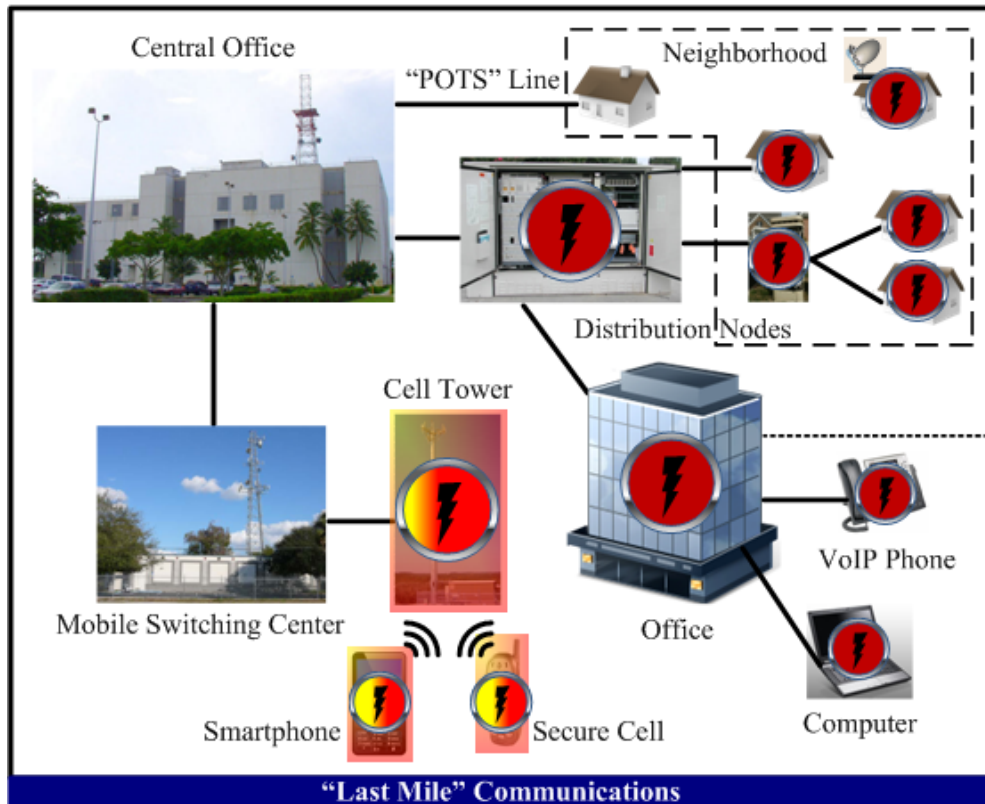 Central Office
Neighborhood
“POTS” Line
Distribution Nodes
Cell Tower
VoIP Phone
Mobile Switching Center
Office
Smartphone
Secure Cell
Computer
“Last Mile” Communications